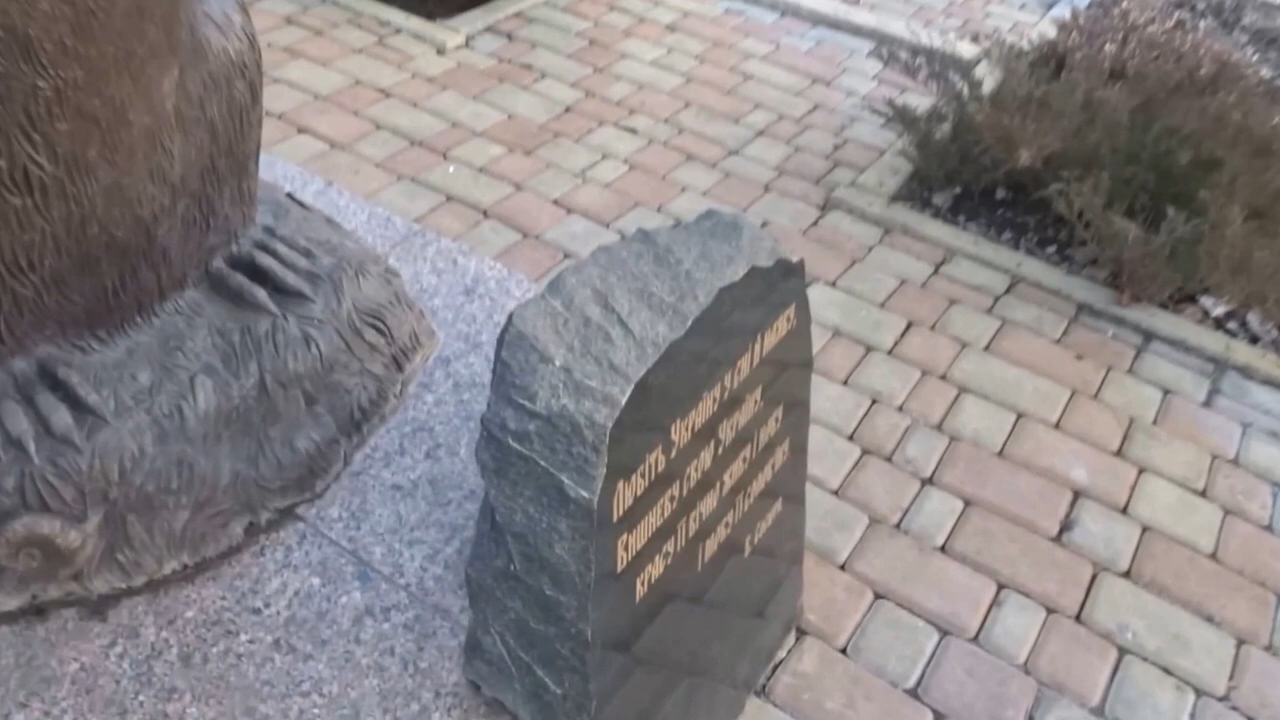 Любіть Україну у сні й наяву,
вишневу свою Україну,
красу її вічно живу і нову
і мову її солов'їну.
В. Сосюра